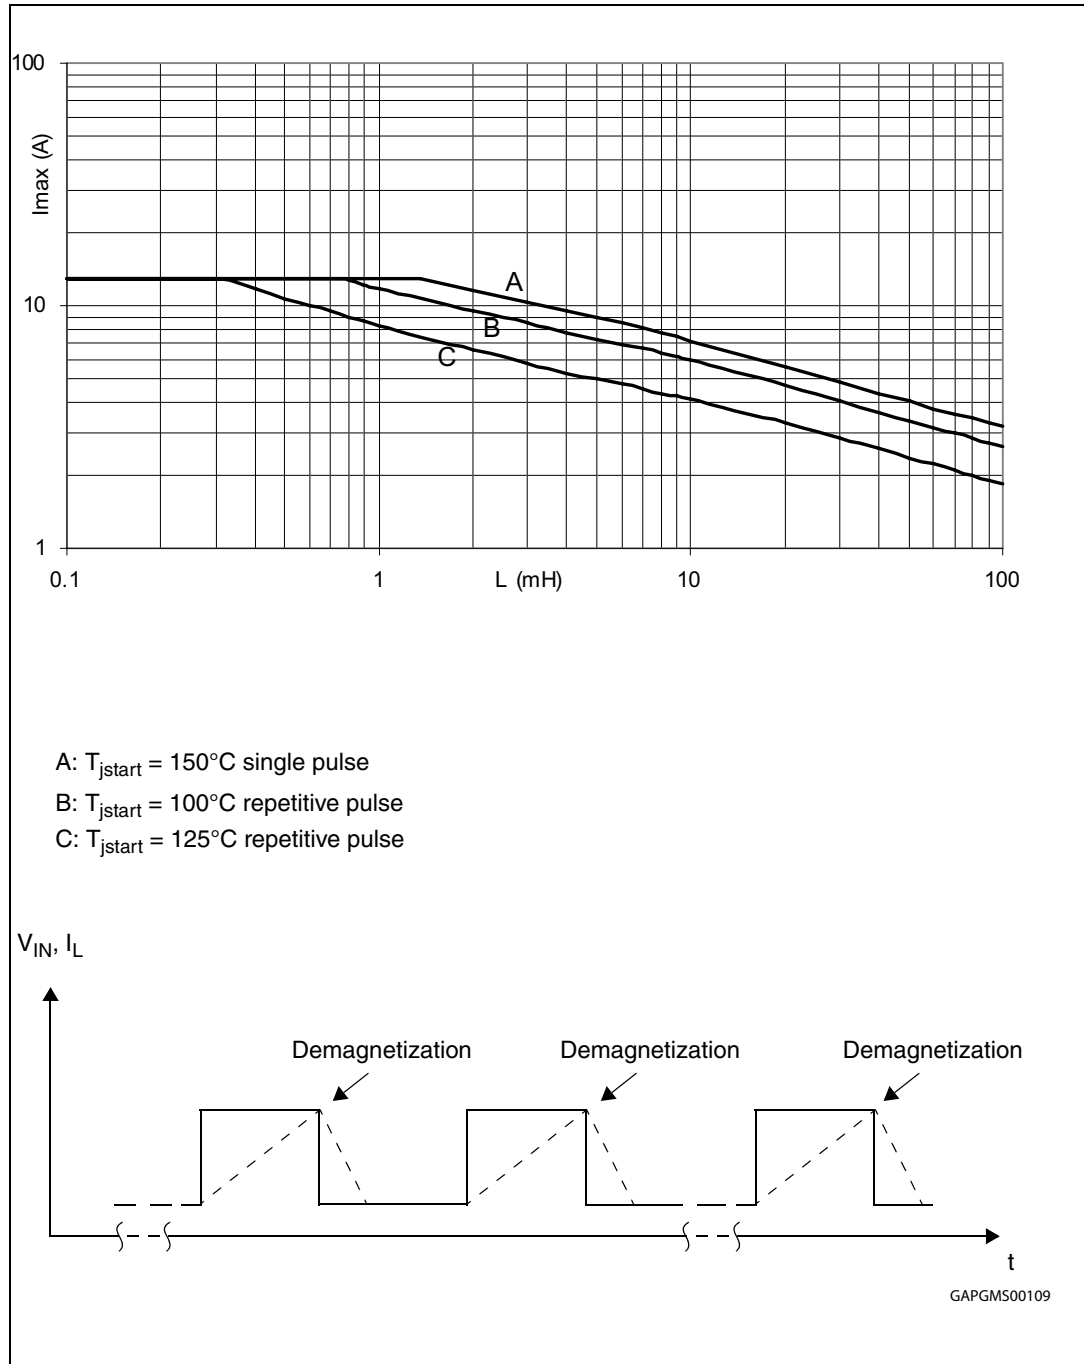 100
Imax (A)
A
10
B
C
1
0.1 1 L (mH) 10 100
A: Tjstart = 150°C single pulse
B: Tjstart = 100°C repetitive pulse
C: Tjstart = 125°C repetitive pulse
VIN, IL
Demagnetization Demagnetization Demagnetization
t
GAPGMS00109